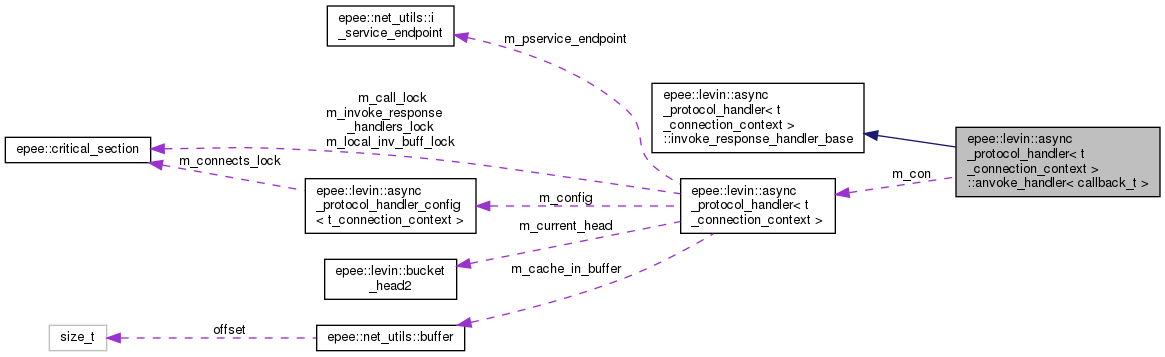 epee::net_utils::i
_service_endpoint
m_pservice_endpoint
epee::levin::async
_protocol_handler< t
_connection_context >
::invoke_response_handler_base
m_call_lock
m_invoke_response
_handlers_lock
m_local_inv_buff_lock
epee::critical_section
m_connects_lock
epee::levin::async
_protocol_handler< t
_connection_context >
::anvoke_handler< callback_t >
m_con
epee::levin::async
_protocol_handler_config
< t_connection_context >
m_config
epee::levin::async
_protocol_handler< t
_connection_context >
m_current_head
epee::levin::bucket
_head2
m_cache_in_buffer
size_t
offset
epee::net_utils::buffer